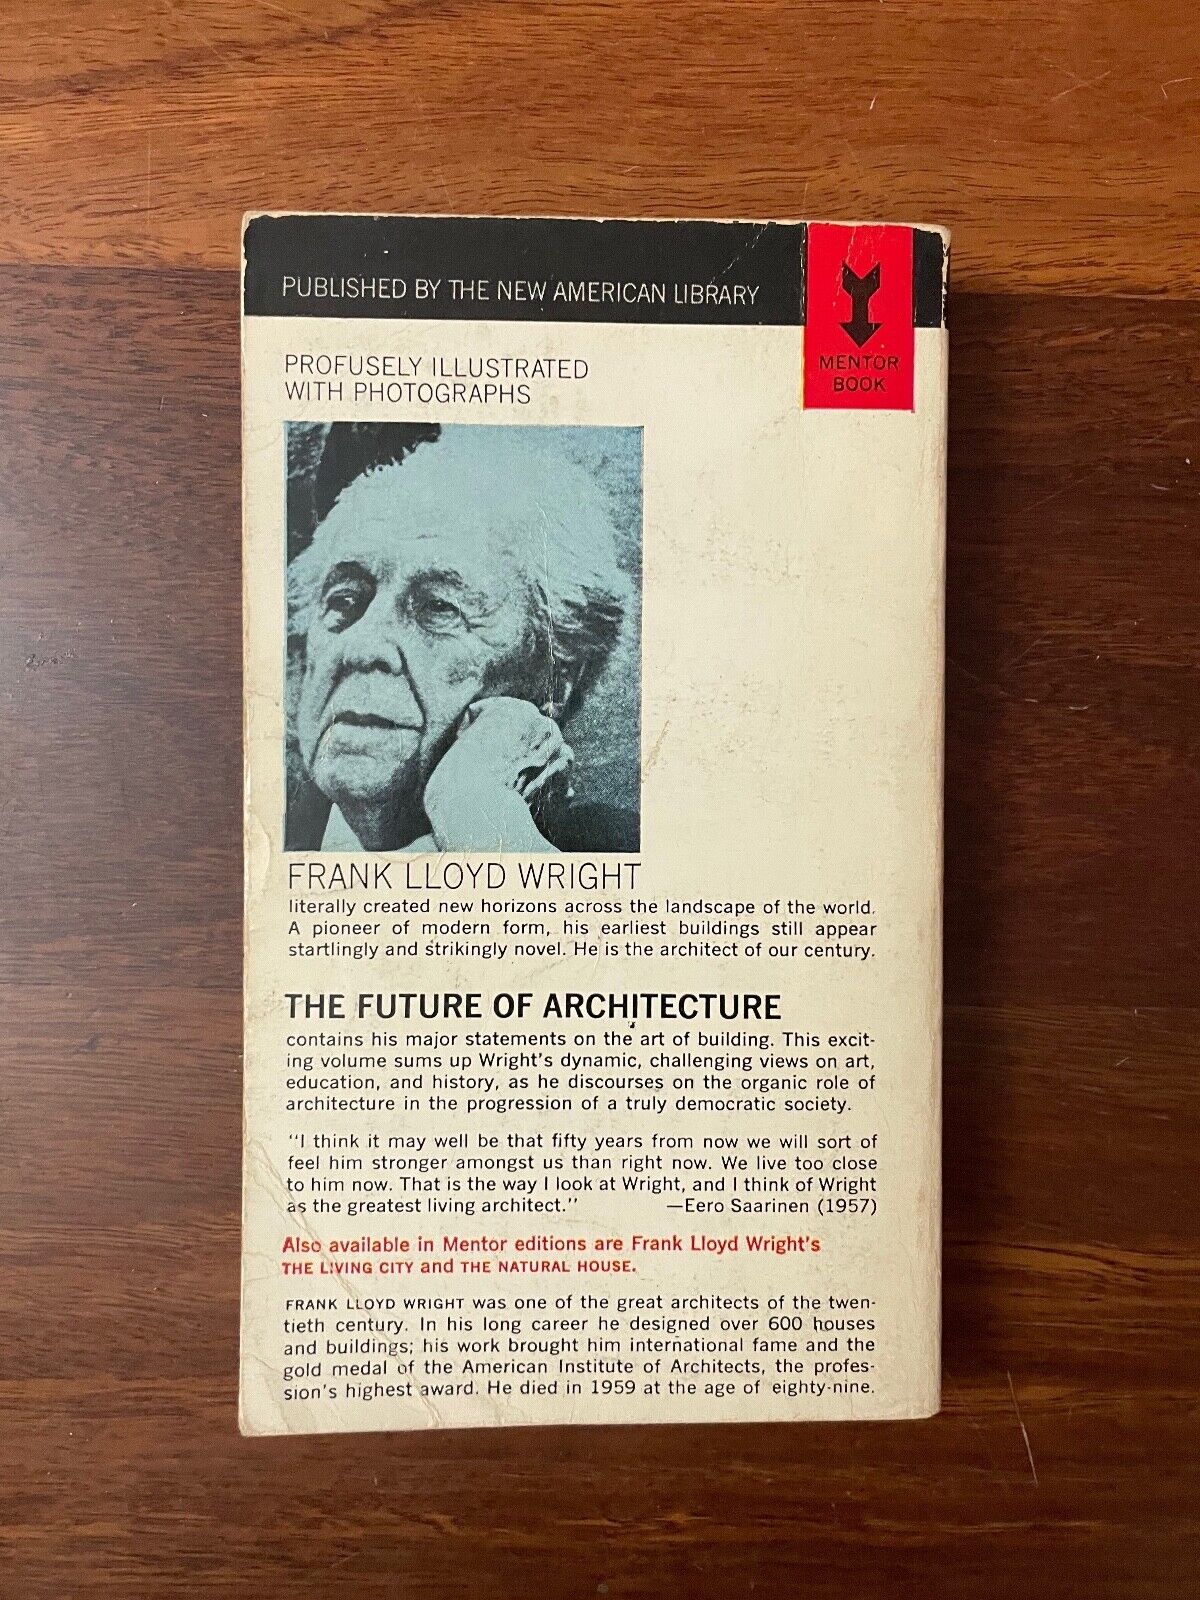 PUBLISHED BY THE NEW AMERICAN LIBRARY
MENTOR
BOOK
PROFUSELY ILLUSTRATED
WITH PHOTOGRAPHS
FRANK LLOYD WRIGHT
literally created new horizons across the landscape of the world.
A pioneer of modern form, his earliest buildings still appear
startlingly and strikingly novel. He is the architect of our century.
THE FUTURE OF ARCHITECTURE
contains his major statements on the art of building. This excit-
ing volume sums up Wright's dynamic, challenging views on art,
education, and history, as he discourses on the organic role of
architecture in the progression of a truly democratic society.
"I think it may well be that fifty years from now we will sort of
feel him stronger amongst us than right now. We live too close
to him now. That is the way I look at Wright, and I think of Wright
as the greatest living architect." —Eero Saarinen (1957)
Also available in Mentor editions are Frank Lloyd Wright's
THE LIVING CITY and THE NATURAL HOUSE.
FRANK LLOYD WRIGHT was one of the great architects of the twen-
tieth century. In his long career he designed over 600 houses
and buildings; his work brought him international fame and the
gold medal of the American Institute of Architects, the profes-
sion's highest award. He died in 1959 at the age of eighty-nine.